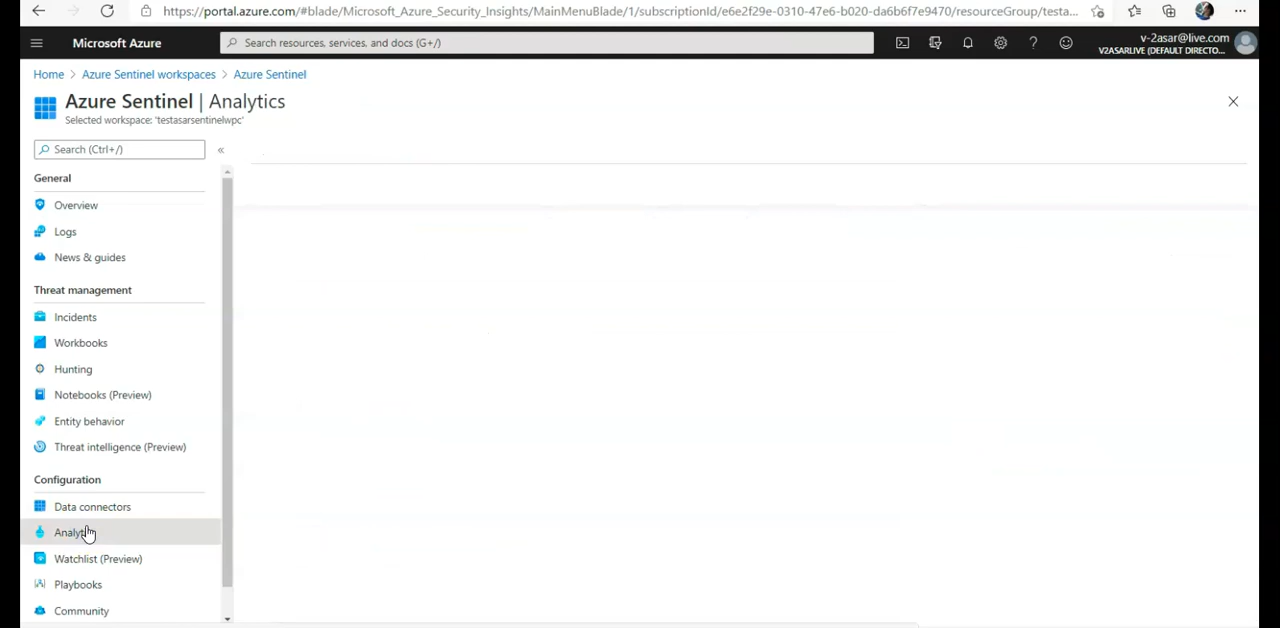 https://portal.azure.com/#blade/Microsoft_Azure_Security_Insights/MainMenuBlade/1/subscriptionId/e6e2f29e-0310-47e6-b020-da6b6f7e9470/resourceGroup/testa...
Microsoft Azure
Search resources, services, and docs (G+/)
v-2asar@live.com
V2ASARLIVE (DEFAULT DIRECTO...
Home > Azure Sentinel workspaces > Azure Sentinel
Azure Sentinel | Analytics
Selected workspace: 'testasarsentinelwpc'
Search (Ctrl+/)
General
Overview
Logs
News & guides
Threat management
Incidents
Workbooks
Hunting
Notebooks (Preview)
Entity behavior
Threat intelligence (Preview)
Configuration
Data connectors
Analytics
Watchlist (Preview)
Playbooks
Community